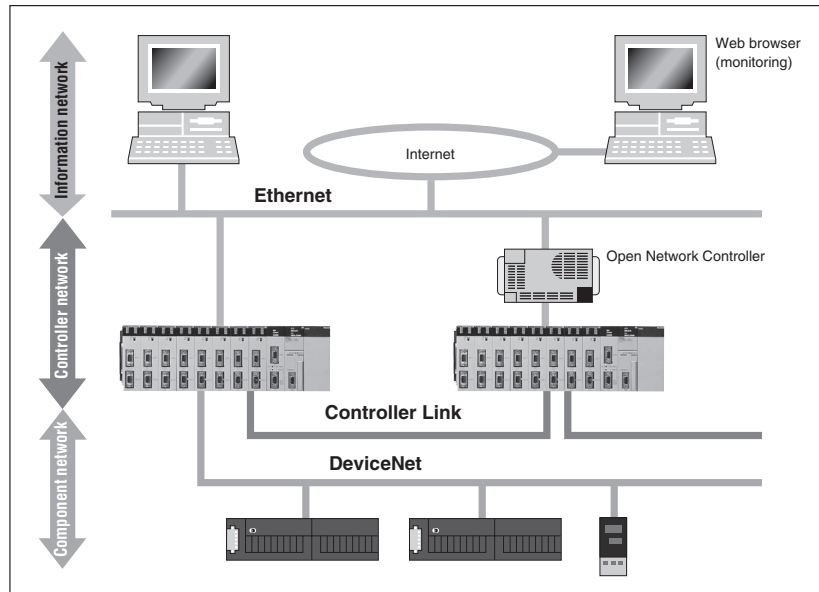 Information network
Web browser
(monitoring)
Internet
Ethernet
Controller network
Open Network Controller
Controller Link
Component network
DeviceNet